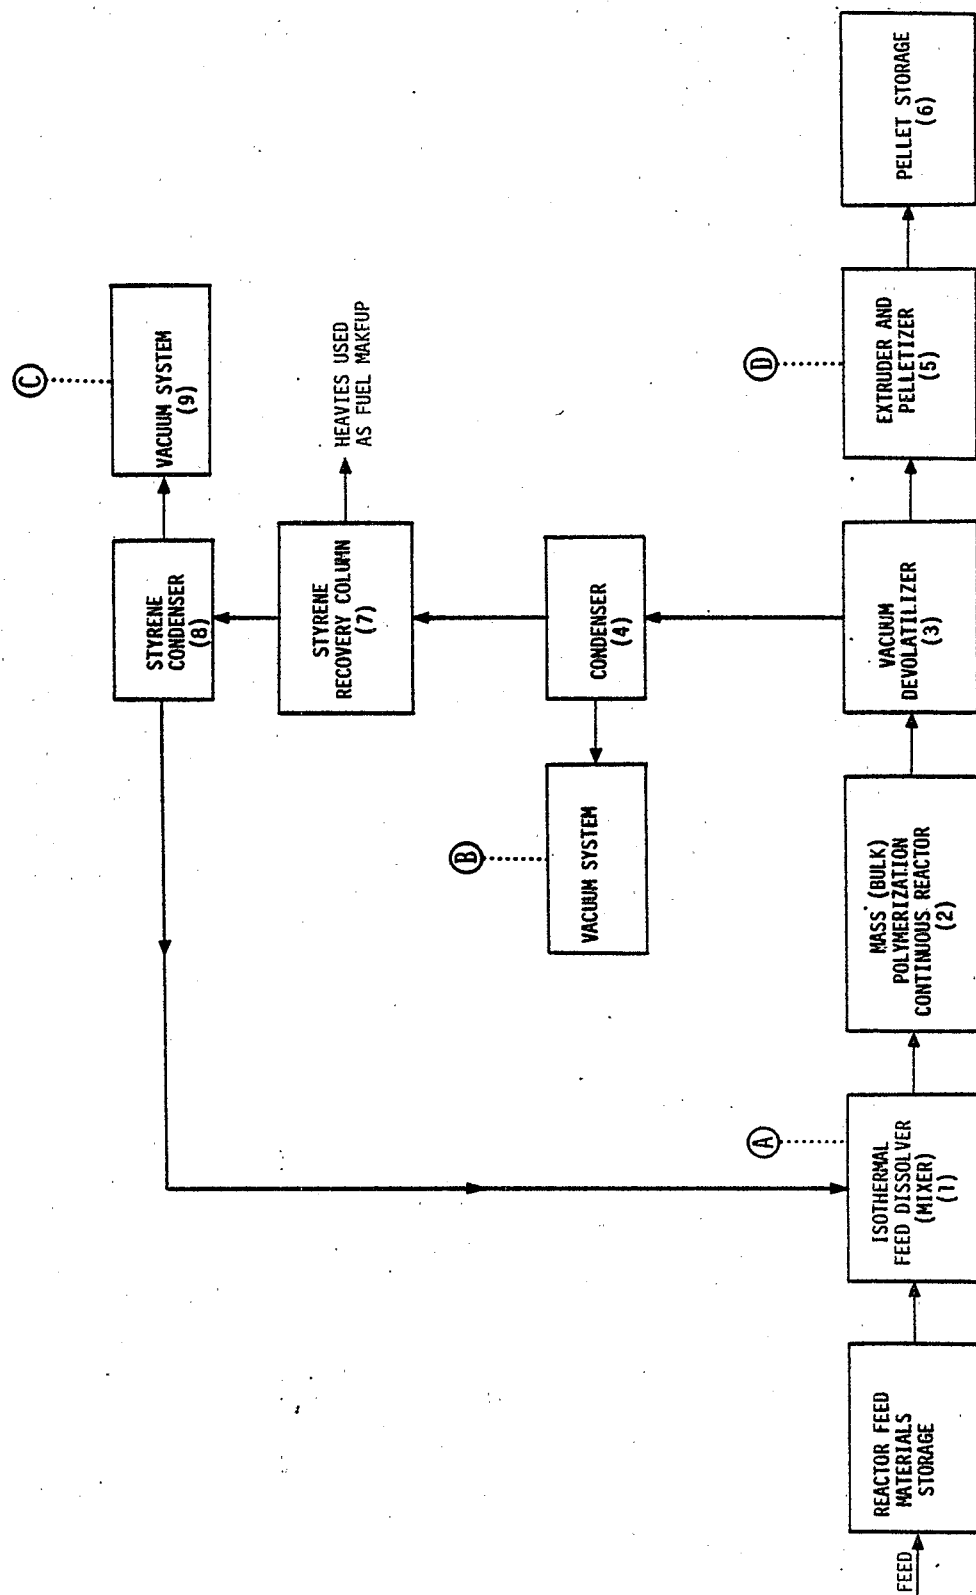 FEED
REACTOR FEED
MATERIALS
STORAGE
ISOTHERMAL
FEED DISSOLVER
(MIXER)
(1)
A
MASS (BULK)
POLYMERIZATION
CONTINUOUS REACTOR
(2)
VACUUM
DEVOLATILIZER
(3)
EXTRUDER AND
PELLETIZER
(5)
D
PELLET STORAGE
(6)
CONDENSER
(4)
VACUUM SYSTEM
B
STYRENE
RECOVERY COLUMN
(7)
HEAVIES USED
AS FUEL MAKEUP
STYRENE
CONDENSER
(8)
VACUUM SYSTEM
(9)
C